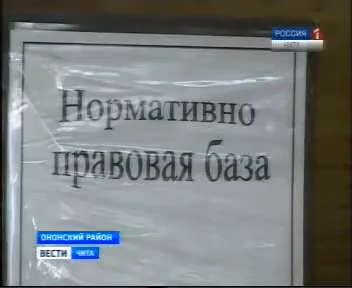 РОССИЯ 1
ЧИТА
Нормативно
правовая база
ОНОНСКИЙ РАЙОН
ВЕСТИ ЧИТА